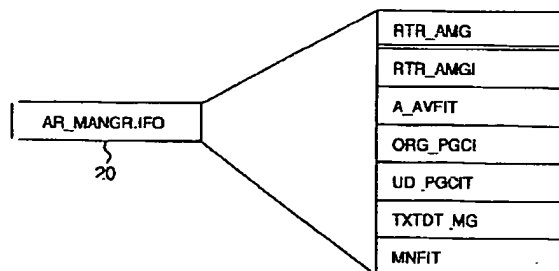 RTR_AMG
RTR_AMGI
AR_MANGR.IFO
A_AVFIT
ORG_PGCI
20
UD_PGCIT
TXTDT_MG
MNFIT